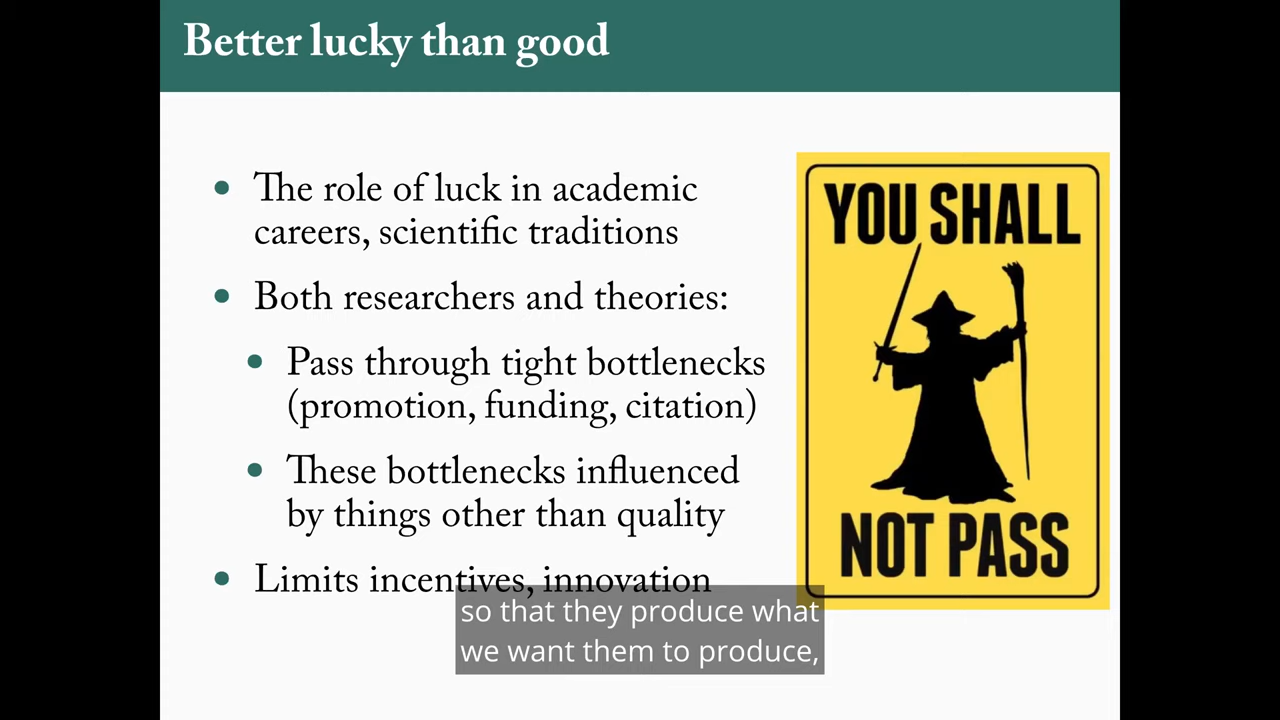 Better lucky than good
• The role of luck in academic
careers, scientific traditions
• Both researchers and theories:
• Pass through tight bottlenecks
(promotion, funding, citation)
• These bottlenecks influenced
by things other than quality
• Limits incentives, innovation
YOU SHALL
NOT PASS
so that they produce what
we want them to produce,